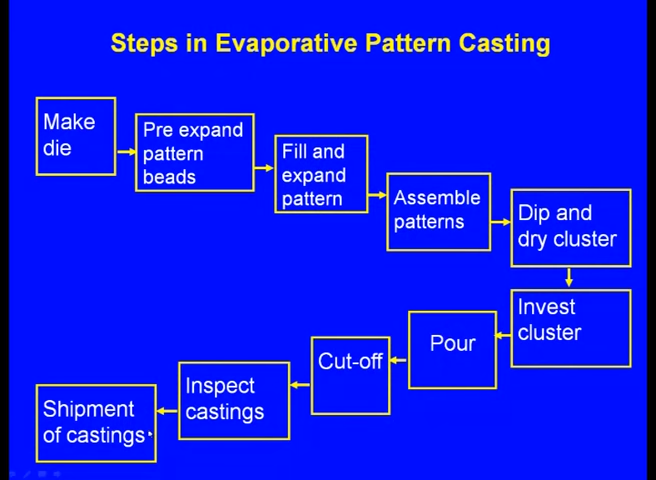 Steps in Evaporative Pattern Casting
Make
die
Pre expand
pattern
beads
Fill and
expand
pattern
Assemble
patterns
Dip and
dry cluster
Invest
cluster
Pour
Cut-off
Inspect
castings
Shipment
of castings